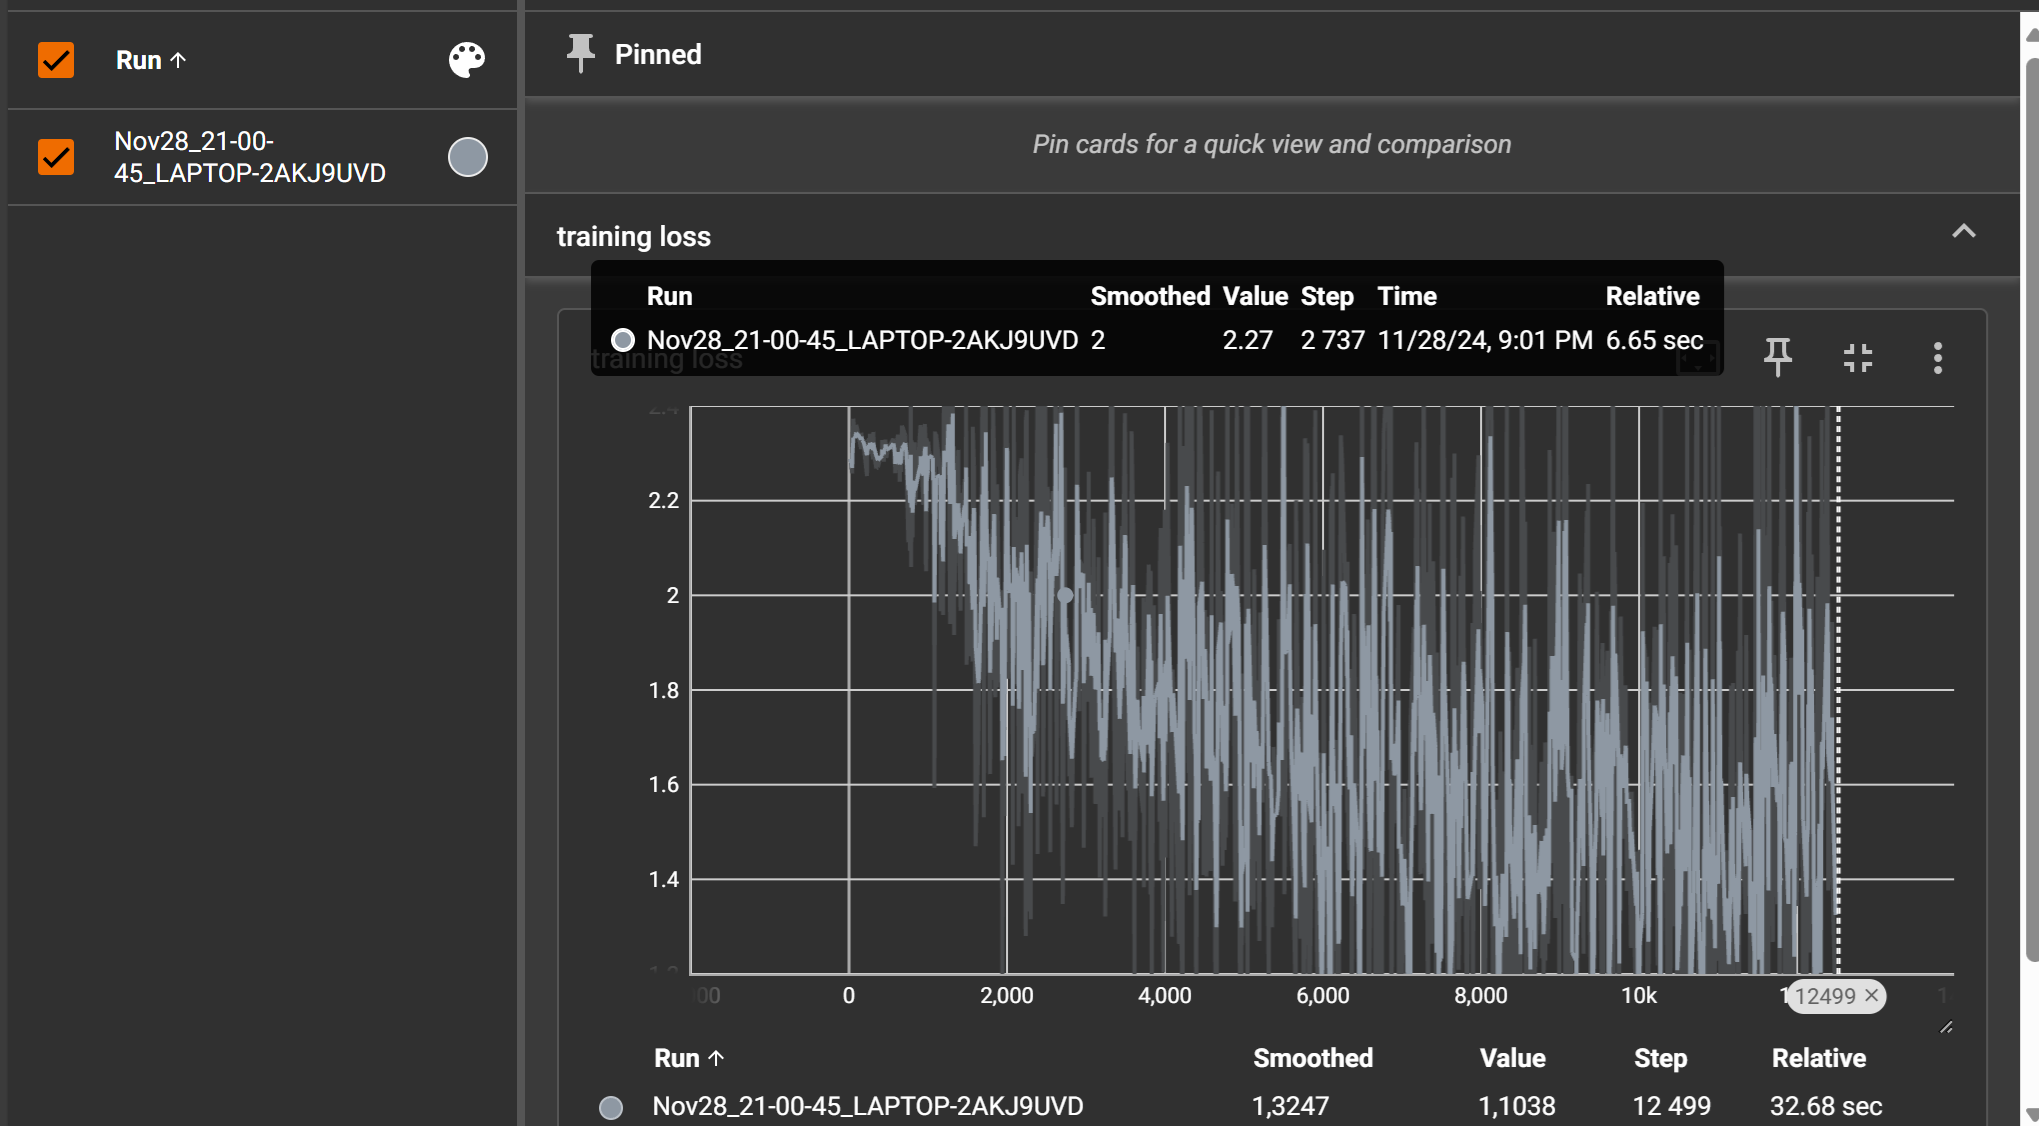 Run ↑
Nov28_21-00-
45_LAPTOP-2AKJ9UVD
Pinned
Pin cards for a quick view and comparison
training loss
Run Smoothed Value Step Time Relative
Nov28_21-00-45_LAPTOP-2AKJ9UVD 2 2.27 2 737 11/28/24, 9:01 PM 6.65 sec
training loss
2.4
2.2
2
1.8
1.6
1.4
1.2
0 2,000 4,000 6,000 8,000 10k 12499 ×
Run ↑ Smoothed Value Step Relative
Nov28_21-00-45_LAPTOP-2AKJ9UVD 1,3247 1,1038 12 499 32.68 sec